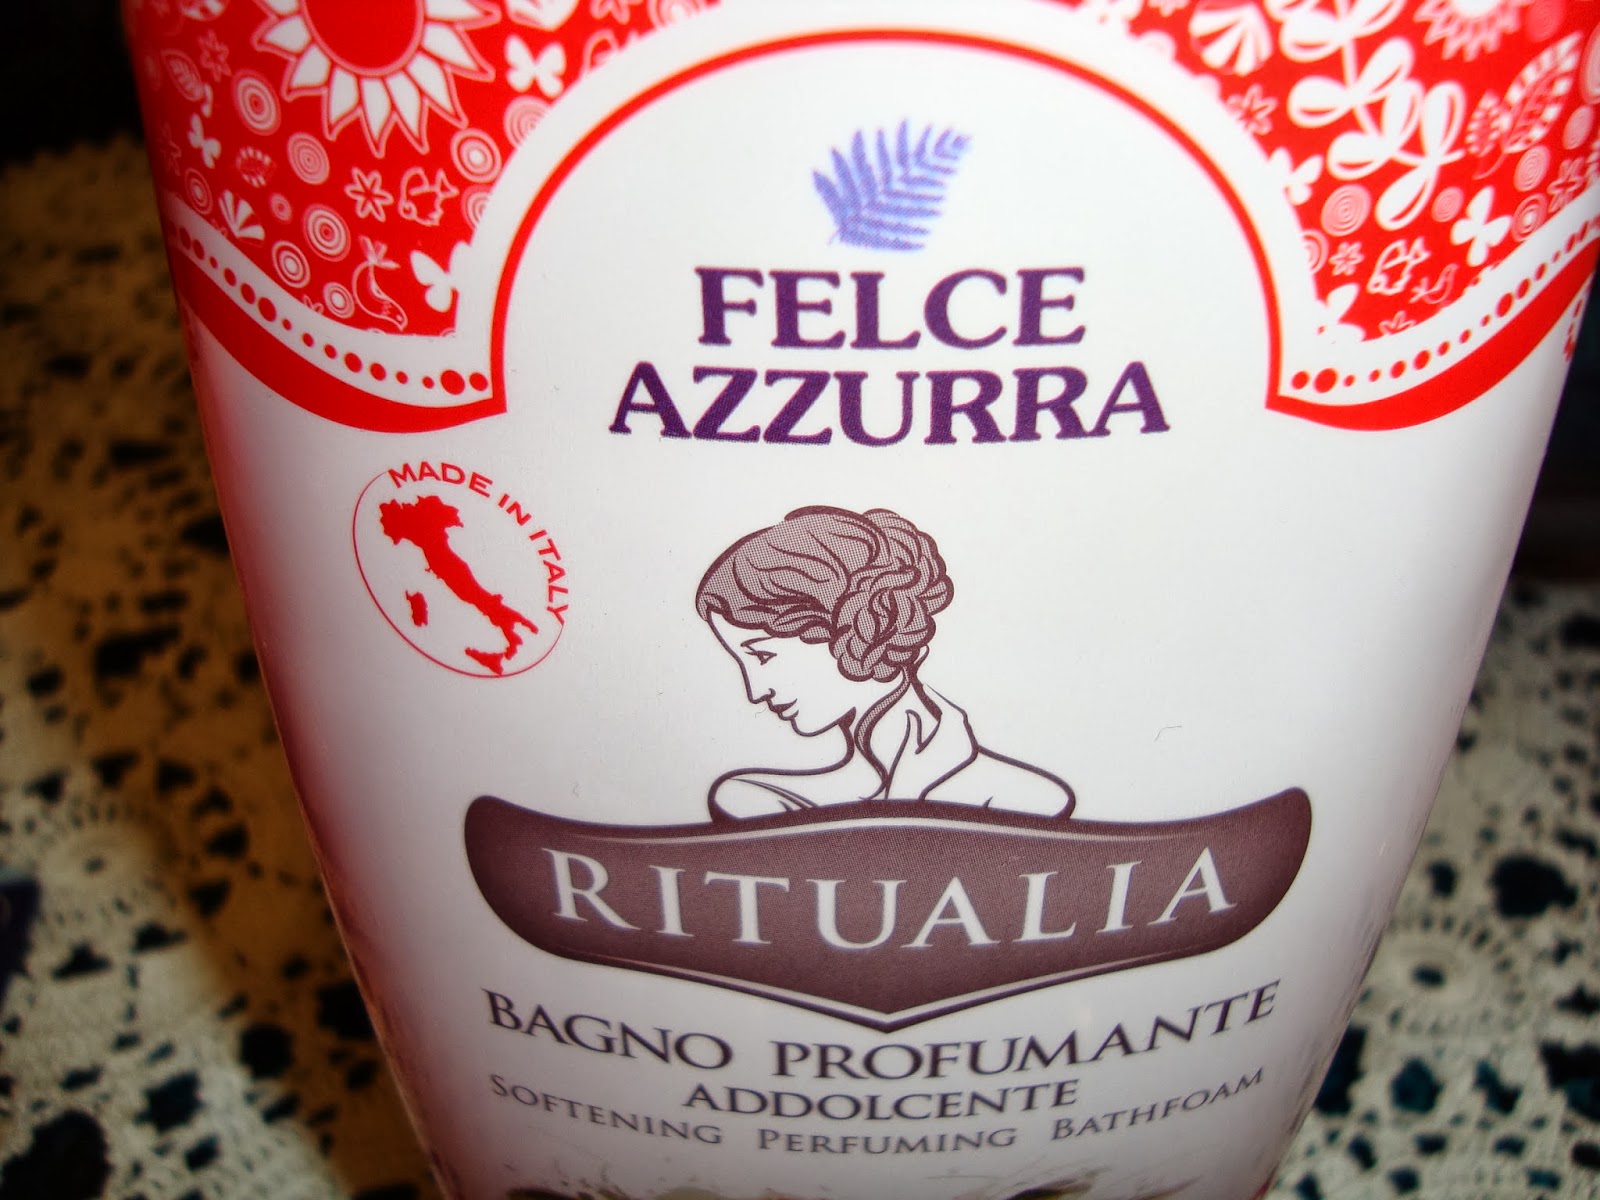 FELCE
AZZURRA
MADE IN ITALY
RITUALIA
BAGNO PROFUMANTE
ADDOLCENTE
SOFTENING PERFUMING BATHFOAM